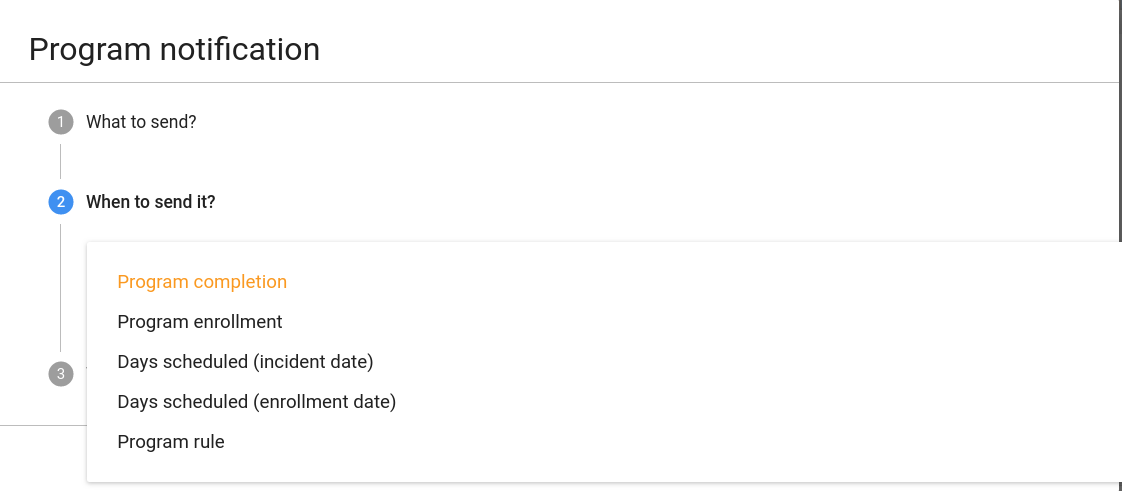 Program notification
1 What to send?
2 When to send it?
Program completion
Program enrollment
Days scheduled (incident date)
Days scheduled (enrollment date)
3
Program rule